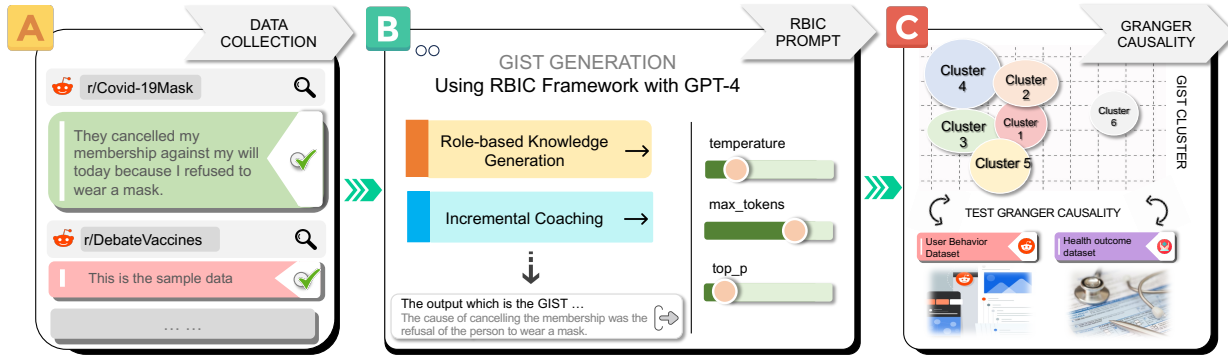 A
DATA
COLLECTION
r/Covid-19Mask
They cancelled my
membership against my will
today because I refused to
wear a mask.
r/DebateVaccines
This is the sample data
... ...
B
RBIC
PROMPT
GIST GENERATION
Using RBIC Framework with GPT-4
Role-based Knowledge
Generation
Incremental Coaching
The output which is the GIST ...
The cause of cancelling the membership was the
refusal of the person to wear a mask.
temperature
max_tokens
top_p
C
GRANGER
CAUSALITY
Cluster
4
Cluster
2
Cluster
6
Cluster
3
Cluster
1
Cluster 5
GIST CLUSTER
TEST GRANGER CAUSALITY
User Behavior
Dataset
Health outcome
dataset